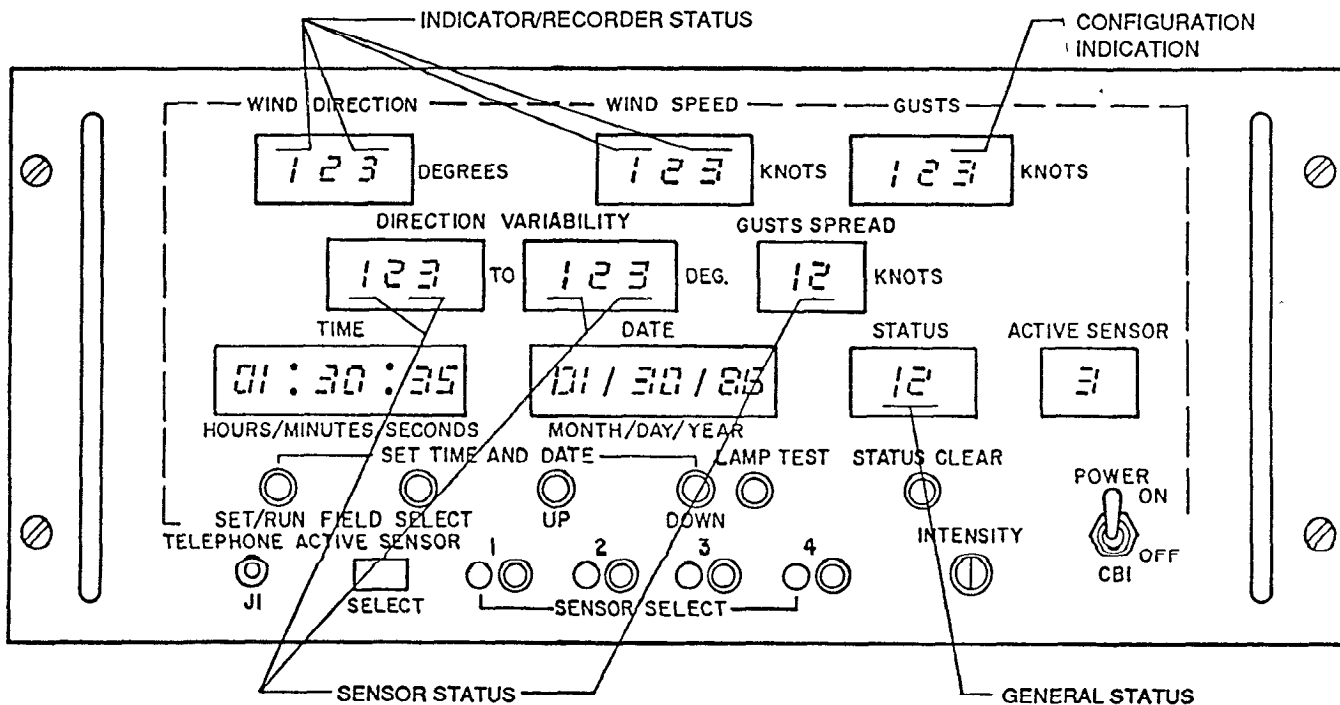 INDICATOR/RECORDER STATUS
CONFIGURATION
INDICATION
WIND DIRECTION
WIND SPEED
GUSTS
123 DEGREES
123 KNOTS
123 KNOTS
DIRECTION VARIABILITY
GUSTS SPREAD
123 TO 123 DEG.
12 KNOTS
TIME
DATE
STATUS
ACTIVE SENSOR
01:30:35
01/30/86
12
3
HOURS/MINUTES/SECONDS
MONTH/DAY/YEAR
SET TIME AND DATE
LAMP TEST
STATUS CLEAR
POWER
ON
SET/RUN
FIELD SELECT
UP
DOWN
TELEPHONE
ACTIVE SENSOR
1
2
3
4
INTENSITY
OFF
CB1
J1
SELECT
SENSOR SELECT
SENSOR STATUS
GENERAL STATUS